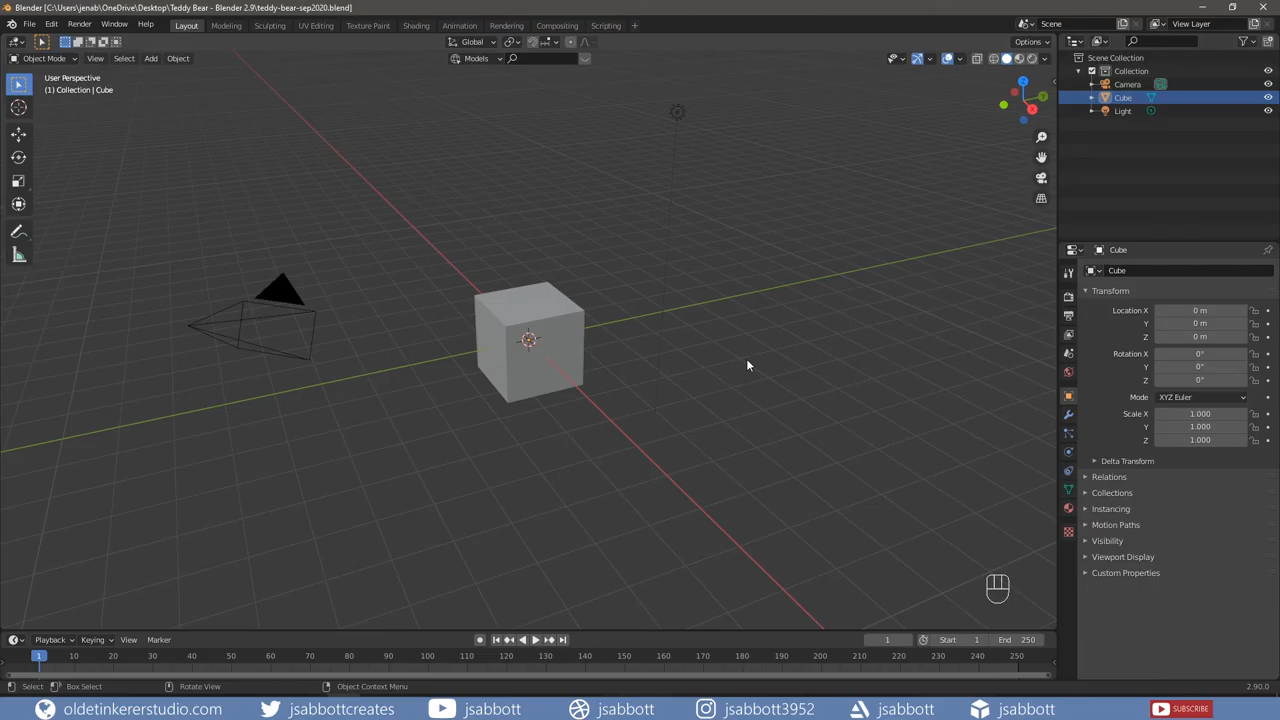 Blender [C:\Users\jenab\OneDrive\Desktop\Teddy Bear - Blender 2.9\teddy-bear-sep2020.blend]
File Edit Render Window Help Layout Modeling Sculpting UV Editing Texture Paint Shading Animation Rendering Compositing Scripting Scene View Layer
Global Options
Object Mode View Select Add Object Models
User Perspective
(1) Collection | Cube
Z
Y
X
Scene Collection
Collection
Camera
Cube
Light
Cube
Cube
Transform
Location X 0 m
Y 0 m
Z 0 m
Rotation X 0°
Y 0°
Z 0°
Mode XYZ Euler
Scale X 1.000
Y 1.000
Z 1.000
Delta Transform
Relations
Collections
Instancing
Motion Paths
Visibility
Viewport Display
Custom Properties
Playback Keying View Marker 1 Start 1 End 250
1 10 20 30 40 50 60 70 80 90 100 110 120 130 140 150 160 170 180 190 200 210 220 230 240 250
Select Box Select Rotate View Object Context Menu 2.90.0
oldetinkererstudio.com jsabbottcreates jsabbott jsabbott jsabbott3952 jsabbott jsabbott SUBSCRIBE